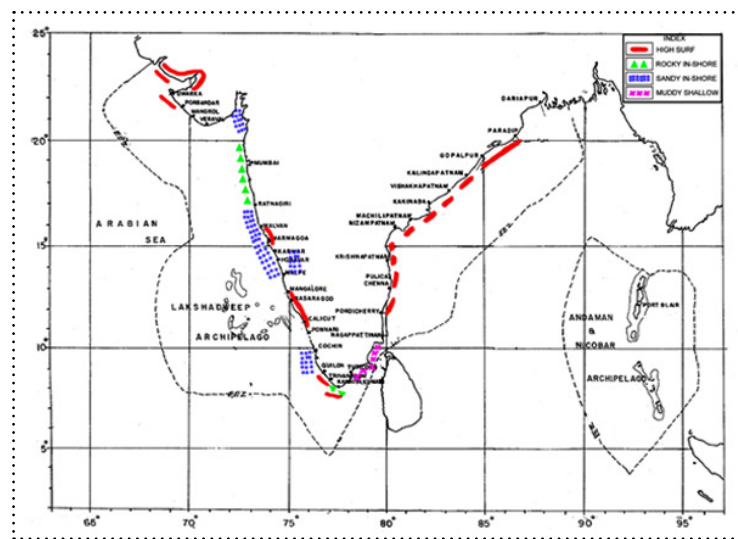 25°
INDEX
HIGH SURF
ROCKY IN-SHORE
SANDY IN-SHORE
MUDDY SHALLOW
DWARKA
PORBANDAR
MANGROL
VERAVAL
DARIAPUR
PARADIP
20°
GOPALPUR
MUMBAI
KALINGAPATNAM
VISHAKHAPATNAM
RATNAGIRI
KAKINADA
MACHILIPATNAM
NIZAMPATNAM
ARABIAN
SEA
MALVAN
MARMAGOA
15°
KARWAR
KRISHNAPATNAM
MALPE
PULICAT
CHENNAI
MANGALORE
KASARAGOD
LAKSHADWEEP
PORT BLAIR
PONDICHERRY
CALICUT
ANDAMAN
&
NICOBAR
ARCHIPELAGO
PONNANI
NAGAPPATTINAM
10°
COCHIN
QUILON
ARCHIPELAGO
EEZ
5°
68°
70°
75°
80°
85°
90°
95°